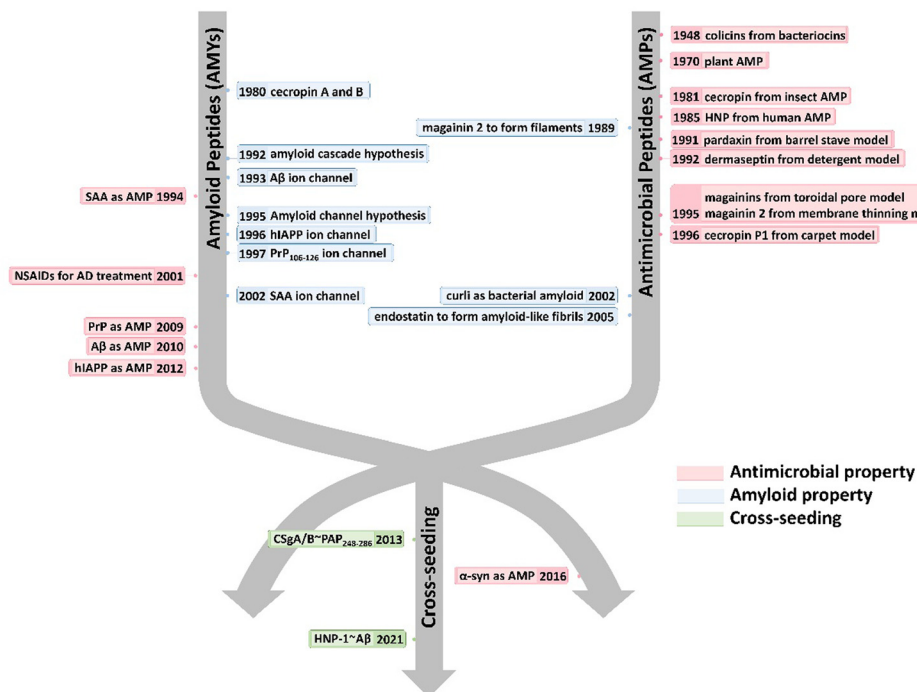 Amyloid Peptides (AMYs)
1980 cecropin A and B
1992 amyloid cascade hypothesis
1993 Aβ ion channel
SAA as AMP 1994
1995 Amyloid channel hypothesis
1996 hIAPP ion channel
1997 PrP106-126 ion channel
NSAIDs for AD treatment 2001
2002 SAA ion channel
PrP as AMP 2009
Aβ as AMP 2010
hIAPP as AMP 2012
Antimicrobial Peptides (AMPs)
1948 colicins from bacteriocins
1970 plant AMP
1981 cecropin from insect AMP
1985 HNP from human AMP
magainin 2 to form filaments 1989
1991 pardaxin from barrel stave model
1992 dermaseptin from detergent model
magainins from toroidal pore model
1995 magainin 2 from membrane thinning m
1996 cecropin P1 from carpet model
curli as bacterial amyloid 2002
endostatin to form amyloid-like fibrils 2005
Antimicrobial property
Amyloid property
Cross-seeding
Cross-seeding
CSgA/B~PAP248-286 2013
α-syn as AMP 2016
HNP-1~Aβ 2021